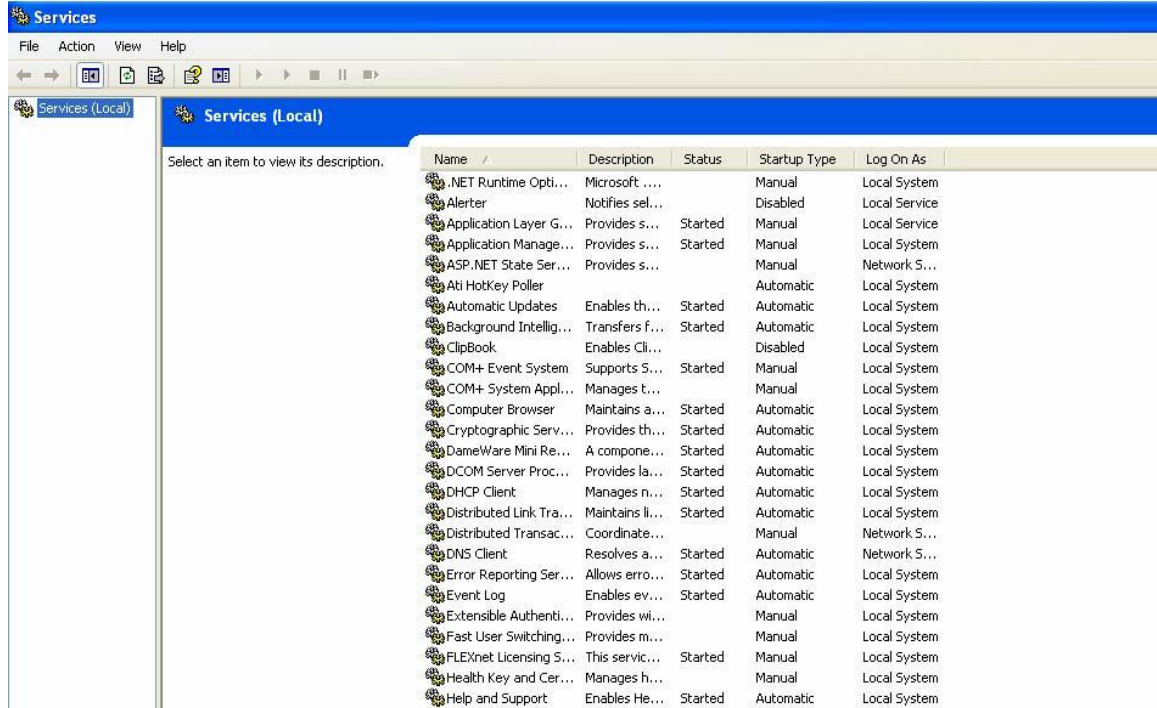 Services
File Action View Help
Services (Local)
Services (Local)
Select an item to view its description.
Name Description Status Startup Type Log On As
.NET Runtime Opti... Microsoft .... Manual Local System
Alerter Notifies sel... Disabled Local Service
Application Layer G... Provides s... Started Manual Local Service
Application Manage... Provides s... Started Manual Local System
ASP.NET State Ser... Provides s... Manual Network S...
Ati HotKey Poller Automatic Local System
Automatic Updates Enables th... Started Automatic Local System
Background Intellig... Transfers f... Started Automatic Local System
ClipBook Enables Cli... Disabled Local System
COM+ Event System Supports S... Started Manual Local System
COM+ System Appl... Manages t... Manual Local System
Computer Browser Maintains a... Started Automatic Local System
Cryptographic Serv... Provides th... Started Automatic Local System
DameWare Mini Re... A compone... Started Automatic Local System
DCOM Server Proc... Provides la... Started Automatic Local System
DHCP Client Manages n... Started Automatic Local System
Distributed Link Tra... Maintains li... Started Automatic Local System
Distributed Transac... Coordinate... Manual Network S...
DNS Client Resolves a... Started Automatic Network S...
Error Reporting Ser... Allows erro... Started Automatic Local System
Event Log Enables ev... Started Automatic Local System
Extensible Authenti... Provides wi... Manual Local System
Fast User Switching... Provides m... Manual Local System
FLEXnet Licensing S... This servic... Started Manual Local System
Health Key and Cer... Manages h... Manual Local System
Help and Support Enables He... Started Automatic Local System